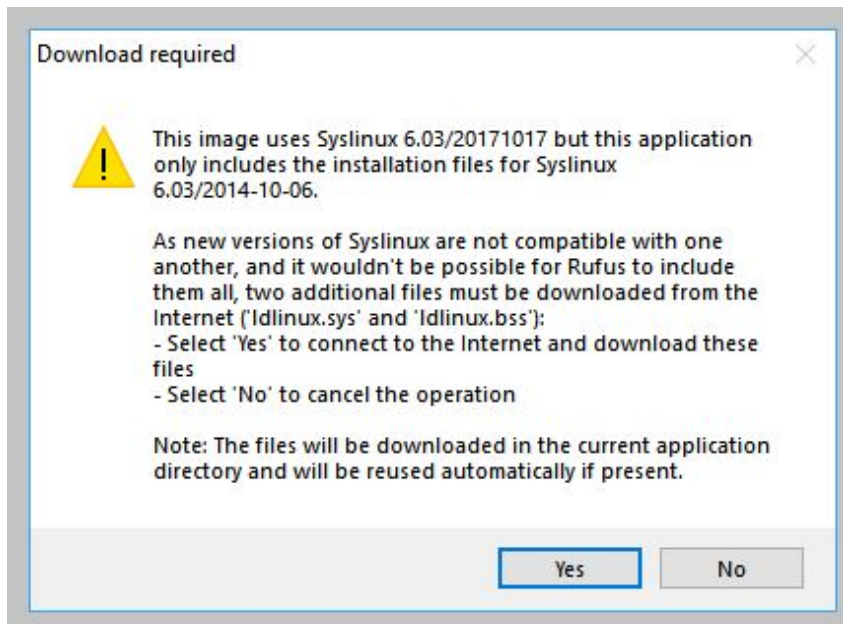 Download required
This image uses Syslinux 6.03/20171017 but this application
only includes the installation files for Syslinux
6.03/2014-10-06.
As new versions of Syslinux are not compatible with one
another, and it wouldn't be possible for Rufus to include
them all, two additional files must be downloaded from the
Internet ('ldlinux.sys' and 'ldlinux.bss'):
- Select 'Yes' to connect to the Internet and download these
files
- Select 'No' to cancel the operation
Note: The files will be downloaded in the current application
directory and will be reused automatically if present.
Yes
No